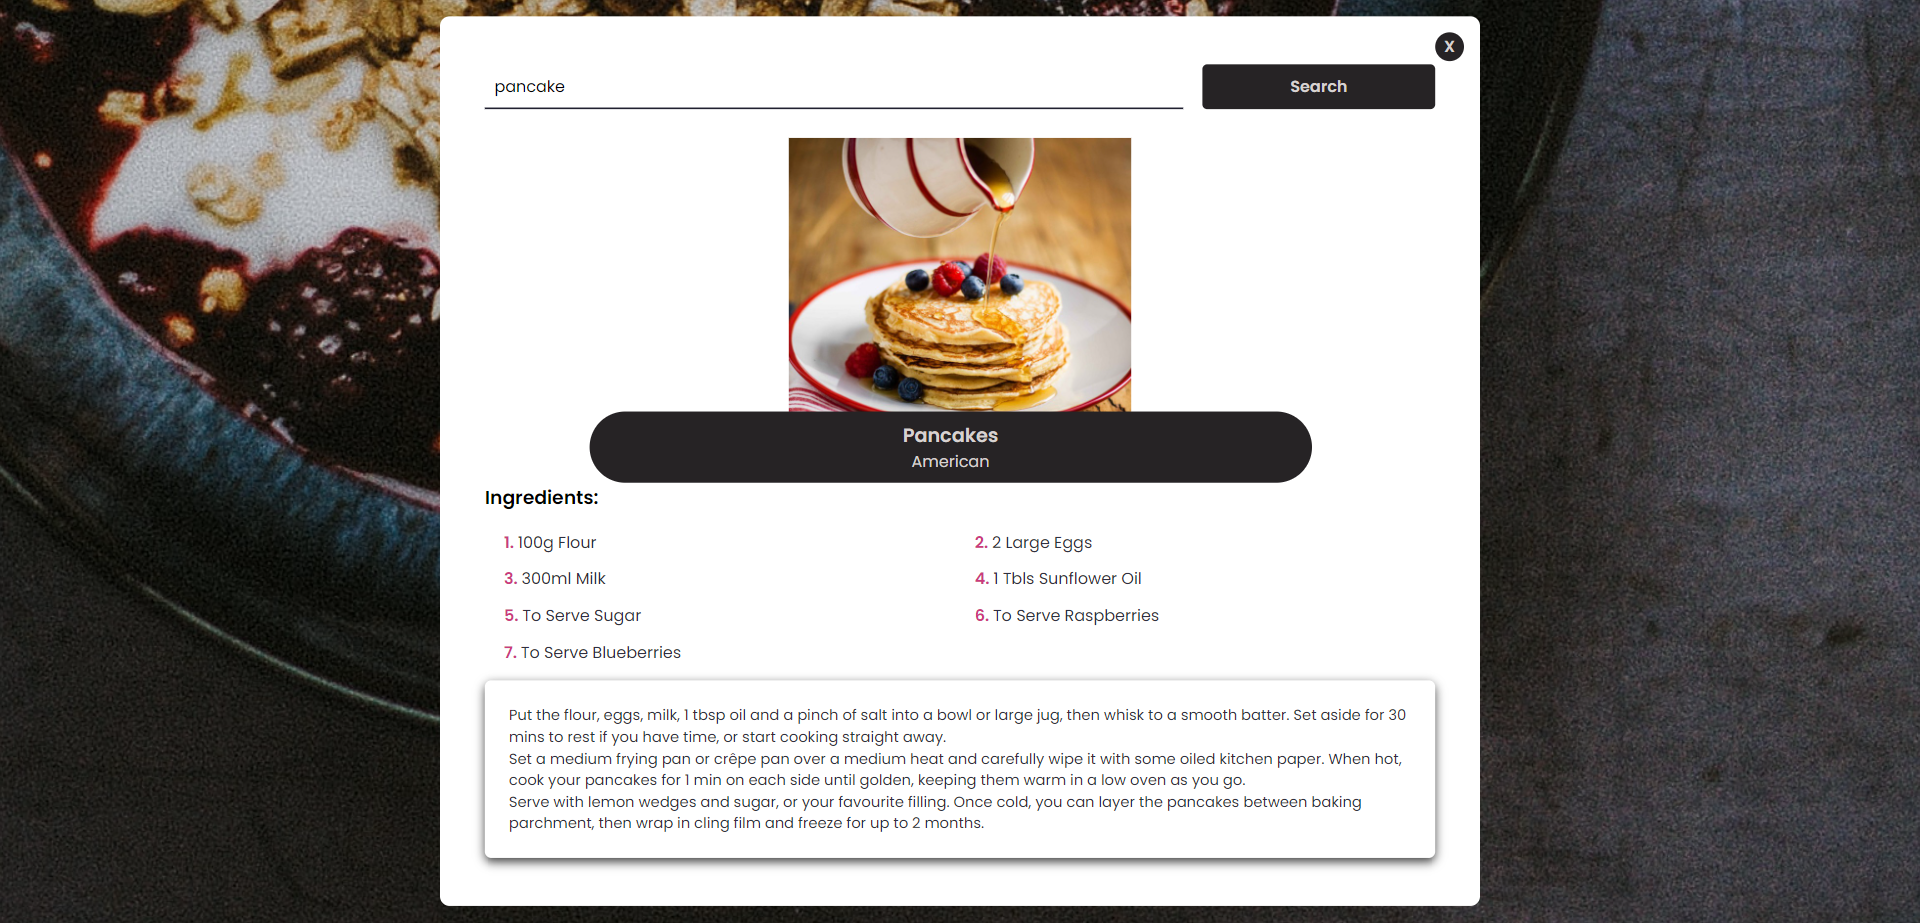 X
pancake
Search
Pancakes
American
Ingredients:
1. 100g Flour
2. 2 Large Eggs
3. 300ml Milk
4. 1 Tbls Sunflower Oil
5. To Serve Sugar
6. To Serve Raspberries
7. To Serve Blueberries
Put the flour, eggs, milk, 1 tbsp oil and a pinch of salt into a bowl or large jug, then whisk to a smooth batter. Set aside for 30
mins to rest if you have time, or start cooking straight away.
Set a medium frying pan or crêpe pan over a medium heat and carefully wipe it with some oiled kitchen paper. When hot,
cook your pancakes for 1 min on each side until golden, keeping them warm in a low oven as you go.
Serve with lemon wedges and sugar, or your favourite filling. Once cold, you can layer the pancakes between baking
parchment, then wrap in cling film and freeze for up to 2 months.